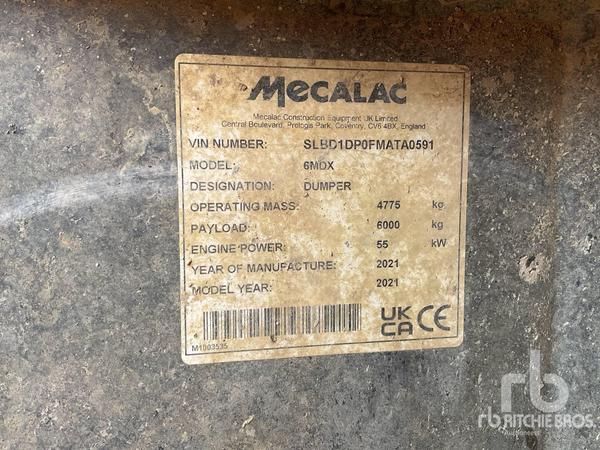 MECALAC
Mecalac Construction Equipment UK Limited
Central Boulevard, Prologis Park, Coventry, CV6 4BX, England
VIN NUMBER: SLBD1DP0FMATA0591
MODEL: 6MDX
DESIGNATION: DUMPER
OPERATING MASS: 4775 kg
PAYLOAD: 6000 kg
ENGINE POWER: 55 kW
YEAR OF MANUFACTURE: 2021
MODEL YEAR: 2021
UK
CA CE
M1003535
rb
rb RITCHIE BROS.
Auctioneers